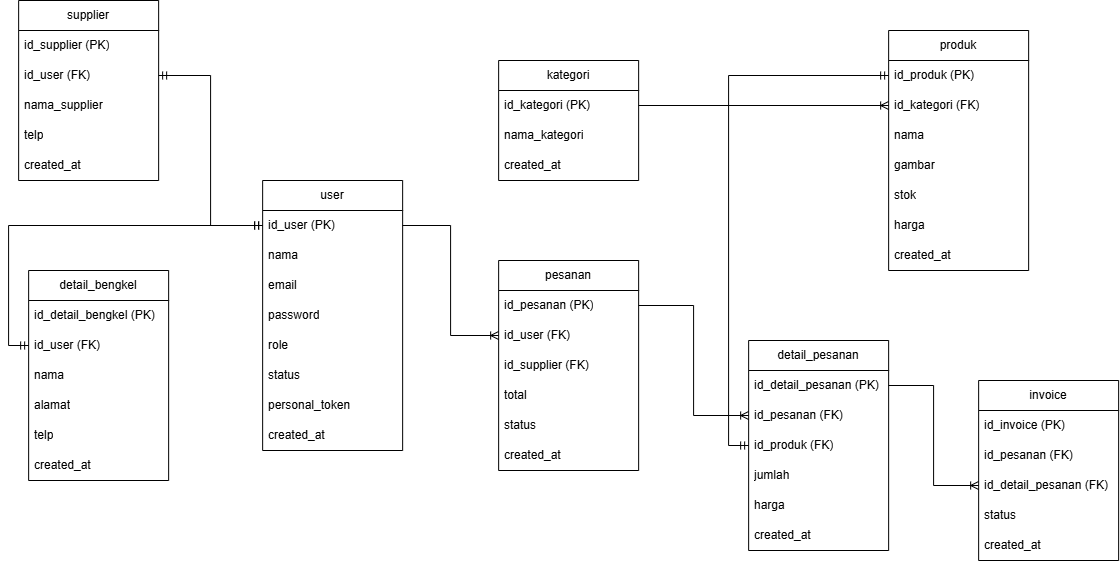 supplier
id_supplier (PK)
id_user (FK)
nama_supplier
telp
created_at
detail_bengkel
id_detail_bengkel (PK)
id_user (FK)
nama
alamat
telp
created_at
user
id_user (PK)
nama
email
password
role
status
personal_token
created_at
kategori
id_kategori (PK)
nama_kategori
created_at
pesanan
id_pesanan (PK)
id_user (FK)
id_supplier (FK)
total
status
created_at
produk
id_produk (PK)
id_kategori (FK)
nama
gambar
stok
harga
created_at
detail_pesanan
id_detail_pesanan (PK)
id_pesanan (FK)
id_produk (FK)
jumlah
harga
created_at
invoice
id_invoice (PK)
id_pesanan (FK)
id_detail_pesanan (FK)
status
created_at